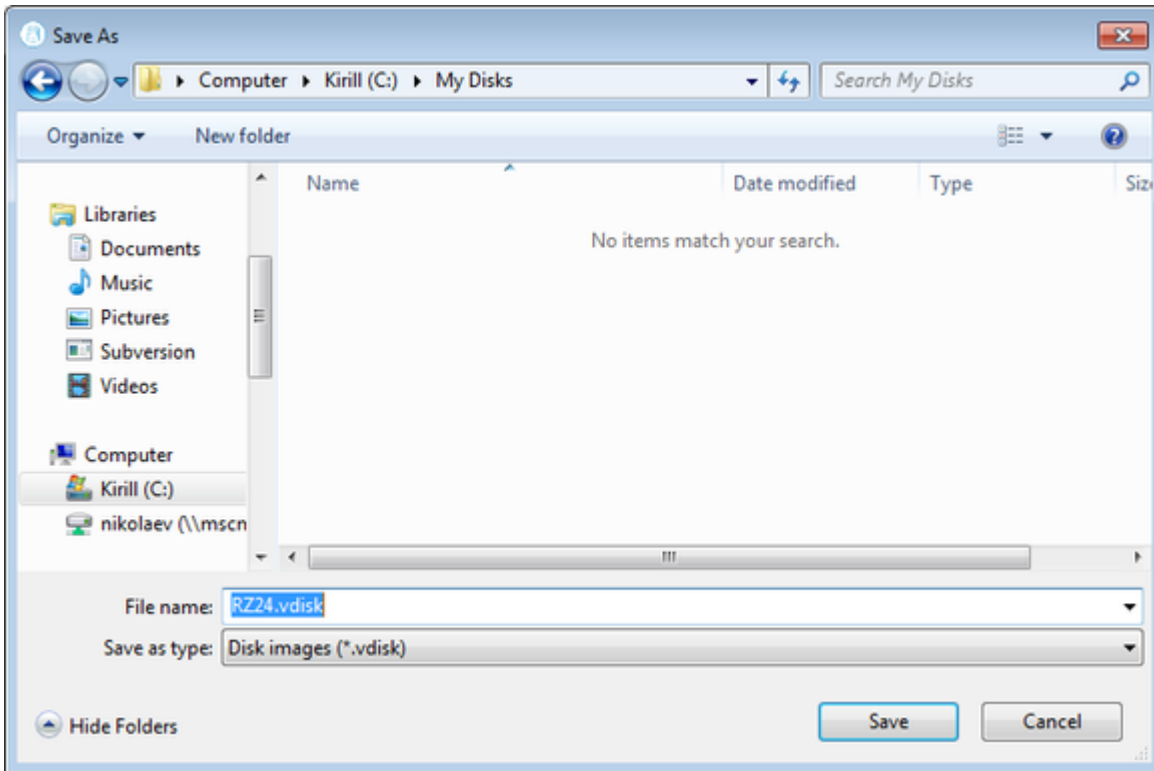 Save As
Computer Kirill (C:) My Disks
Search My Disks
Organize New folder
Name Date modified Type Siz
No items match your search.
Libraries
Documents
Music
Pictures
Subversion
Videos
Computer
Kirill (C:)
nikolaev (\\mscn
File name: RZ24.vdisk
Save as type: Disk images (*.vdisk)
Hide Folders
Save Cancel